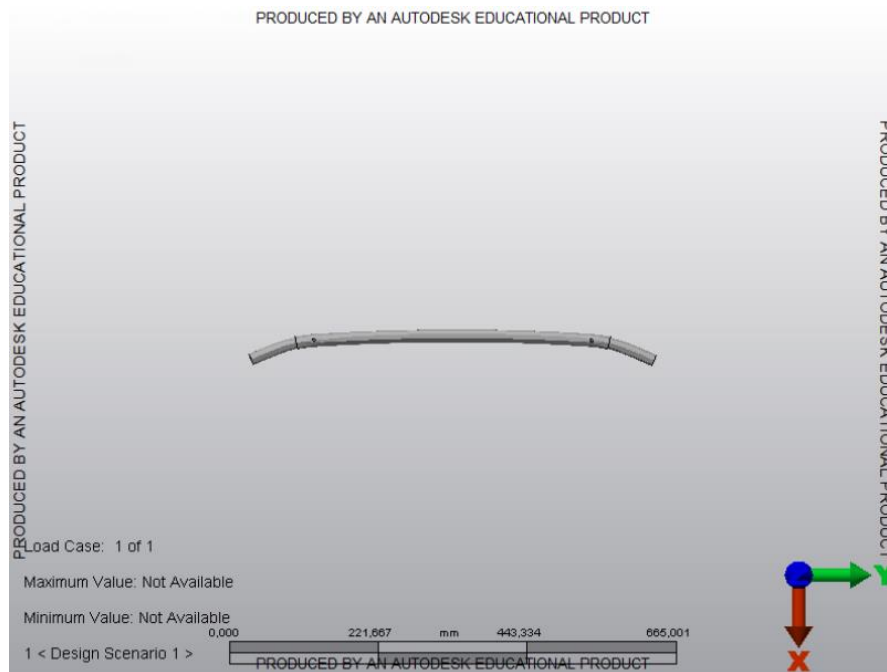 PRODUCED BY AN AUTODESK EDUCATIONAL PRODUCT
PRODUCED BY AN AUTODESK EDUCATIONAL PRODUCT
PRODUCED BY AN AUTODESK EDUCATIONAL PRODUCT
Load Case: 1 of 1
Maximum Value: Not Available
Minimum Value: Not Available
0,000 221,667 mm 443,334 665,001
1 < Design Scenario 1 >
PRODUCED BY AN AUTODESK EDUCATIONAL PRODUCT
Y
X